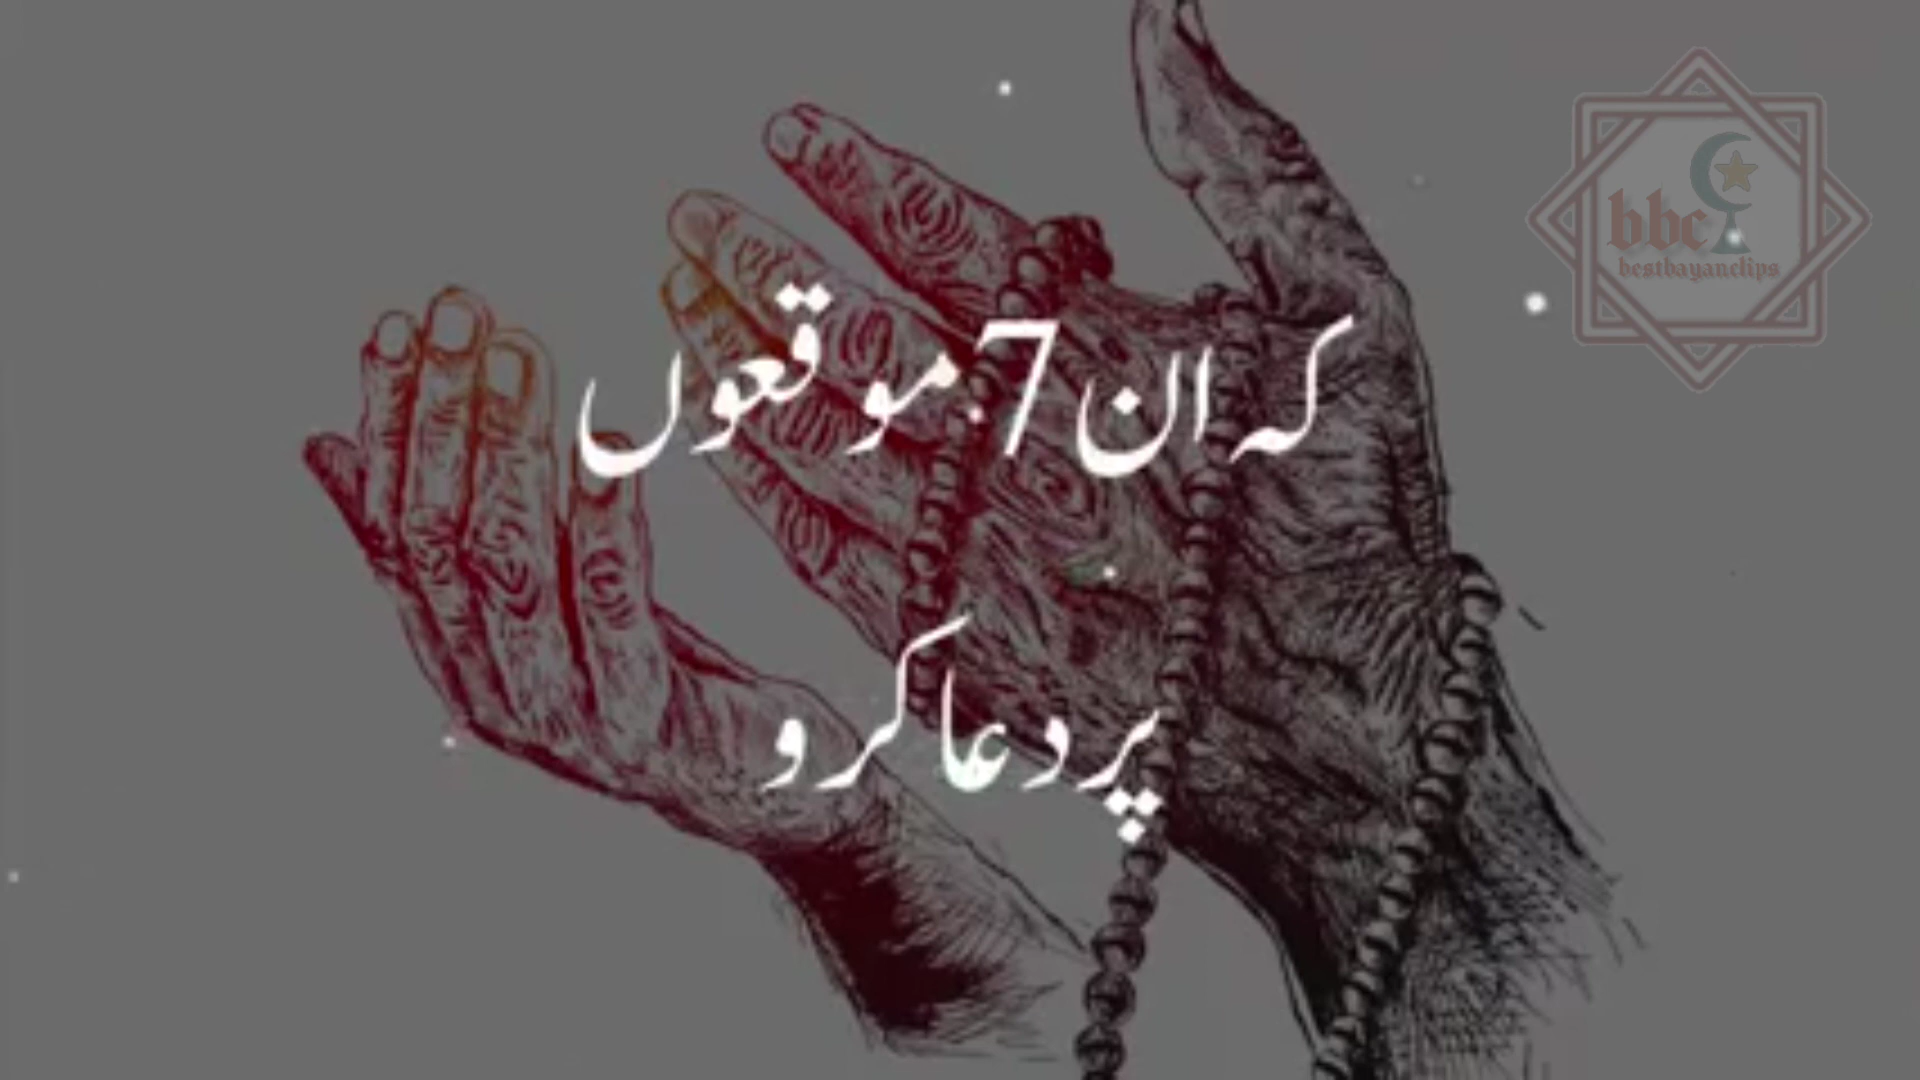 کہ ان 7 موقعوں
پر دعا کرو
bbc
bestbayanclips